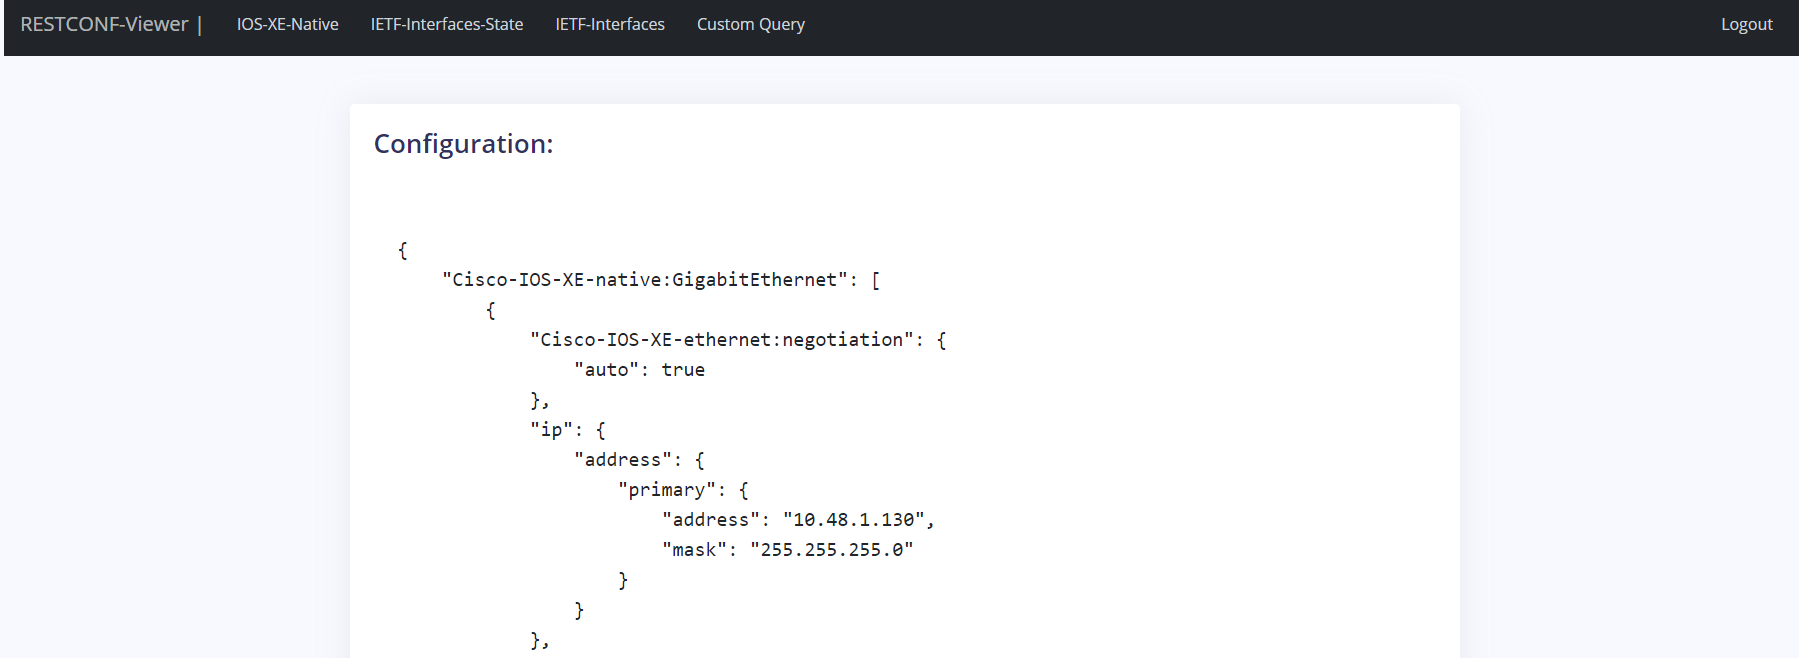 RESTCONF-Viewer | IOS-XE-Native IETF-Interfaces-State IETF-Interfaces Custom Query Logout
Configuration:
{
"Cisco-IOS-XE-native:GigabitEthernet": [
{
"Cisco-IOS-XE-ethernet:negotiation": {
"auto": true
},
"ip": {
"address": {
"primary": {
"address": "10.48.1.130",
"mask": "255.255.255.0"
}
}
},